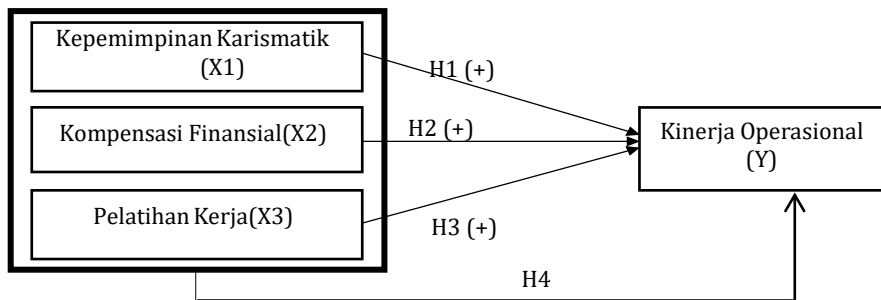 Kepemimpinan Karismatik
(X1)
H1 (+)
Kompensasi Finansial(X2)
H2 (+)
Kinerja Operasional
(Y)
Pelatihan Kerja(X3)
H3 (+)
H4